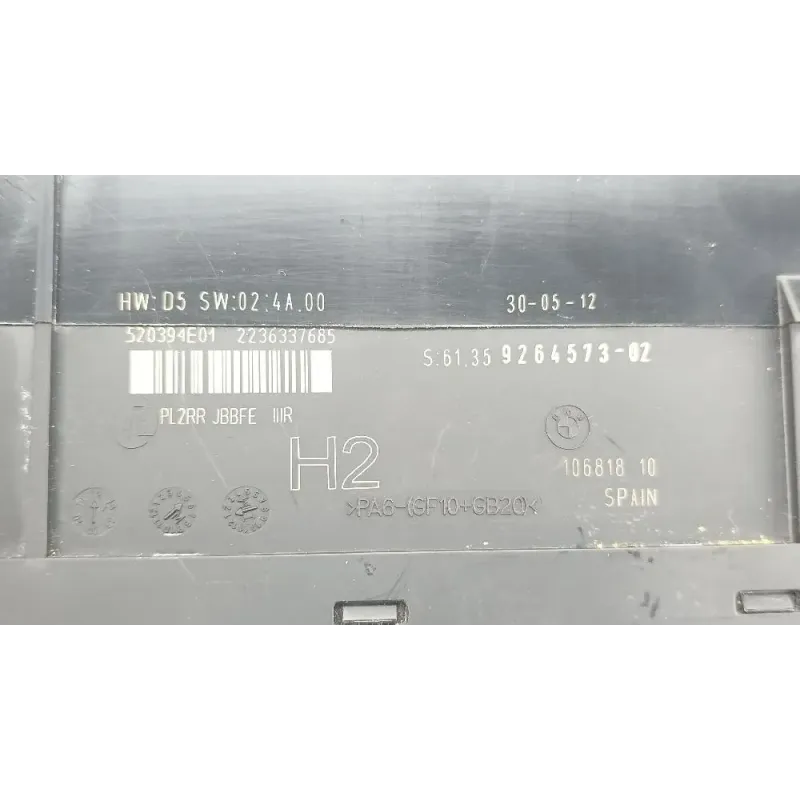 HW:D5 SW:02.4A.00 30-05-12
520394E01 2236337685
S:61.35 9264573-02
PL2RR JBBFE IIIR
H2
106818 10
>PA6-(GF10+GB20)<
SPAIN